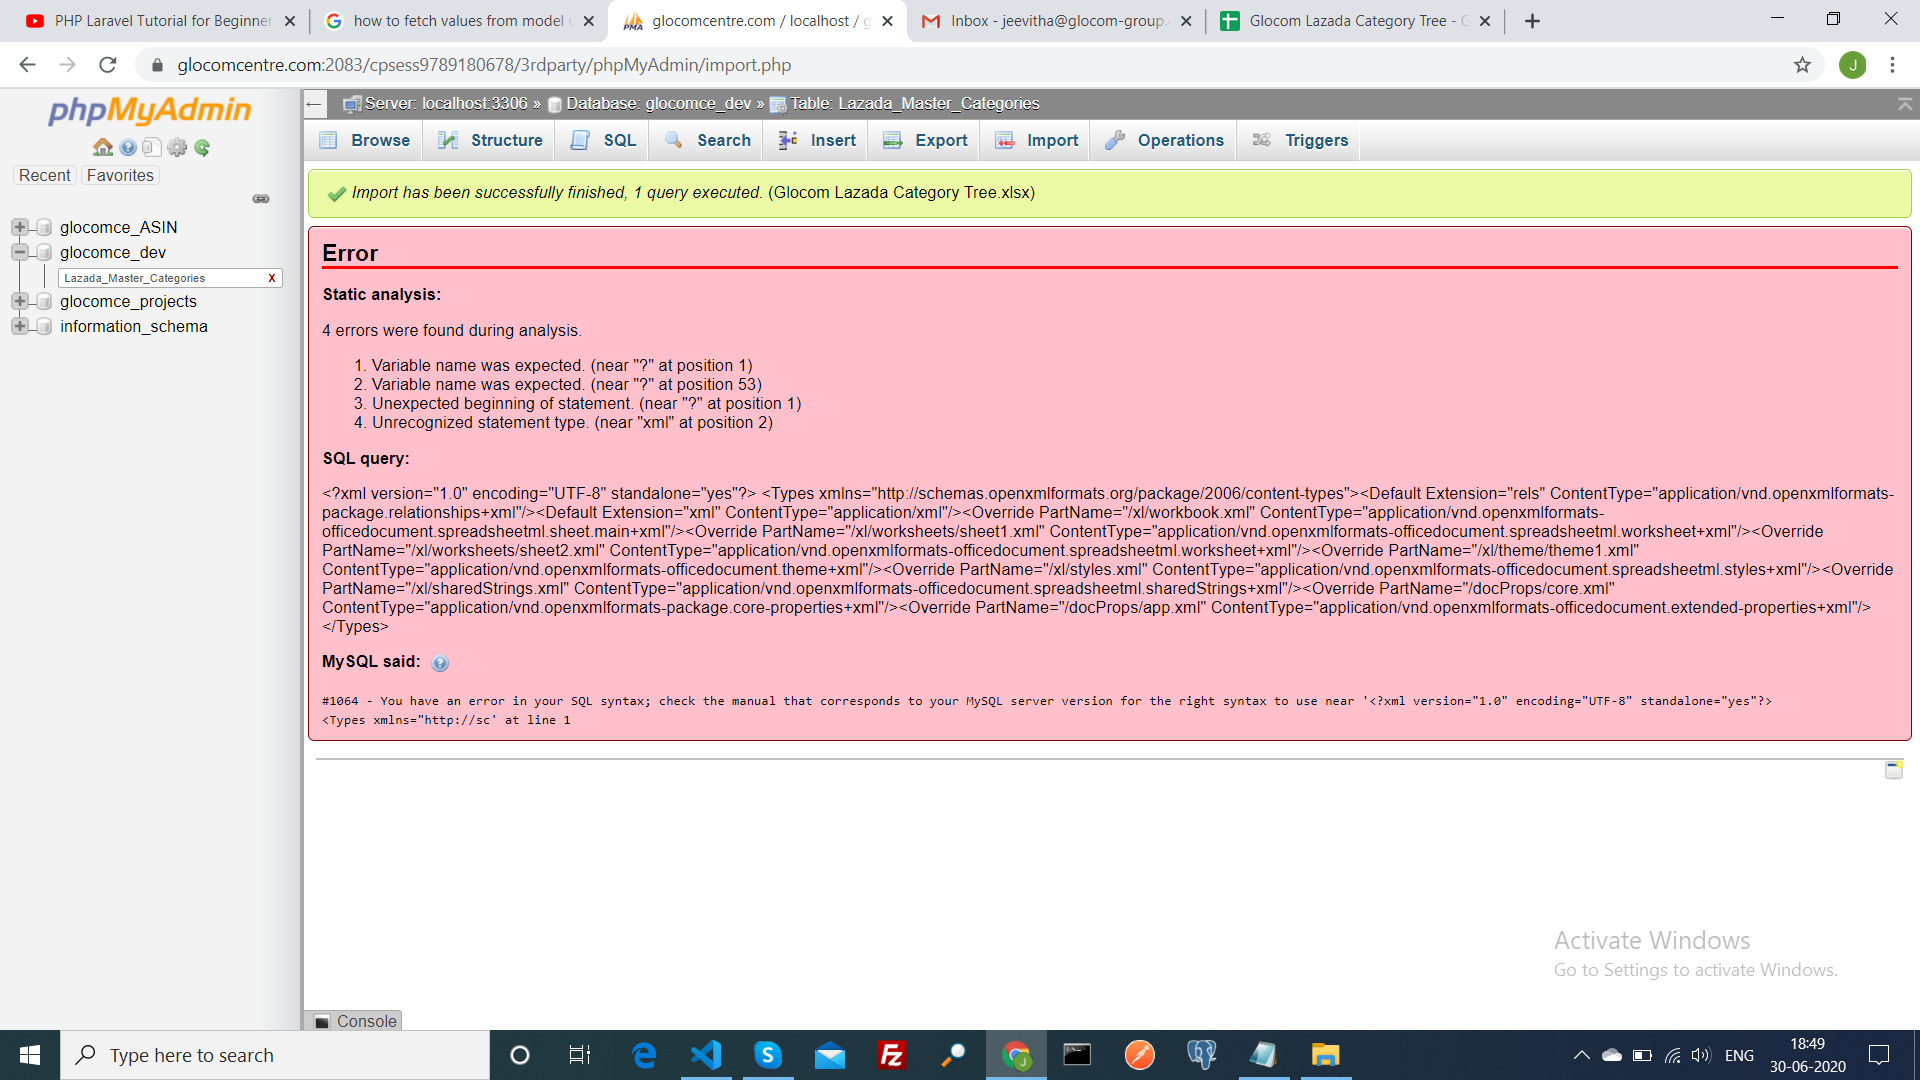 PHP Laravel Tutorial for Beginner
how to fetch values from model u
glocomcentre.com / localhost / g
Inbox - jeevitha@glocom-group.
Glocom Lazada Category Tree - G
glocomcentre.com:2083/cpsess9789180678/3rdparty/phpMyAdmin/import.php
J
phpMyAdmin
Recent
Favorites
glocomce_ASIN
glocomce_dev
Lazada_Master_Categories X
glocomce_projects
information_schema
← Server: localhost:3306 » Database: glocomce_dev » Table: Lazada_Master_Categories
Browse
Structure
SQL
Search
Insert
Export
Import
Operations
Triggers
Import has been successfully finished, 1 query executed. (Glocom Lazada Category Tree.xlsx)
Error
Static analysis:
4 errors were found during analysis.
1. Variable name was expected. (near "?" at position 1)
2. Variable name was expected. (near "?" at position 53)
3. Unexpected beginning of statement. (near "?" at position 1)
4. Unrecognized statement type. (near "xml" at position 2)
SQL query:
<?xml version="1.0" encoding="UTF-8" standalone="yes"?> <Types xmlns="http://schemas.openxmlformats.org/package/2006/content-types"><Default Extension="rels" ContentType="application/vnd.openxmlformats-
package.relationships+xml"/><Default Extension="xml" ContentType="application/xml"/><Override PartName="/xl/workbook.xml" ContentType="application/vnd.openxmlformats-
officedocument.spreadsheetml.sheet.main+xml"/><Override PartName="/xl/worksheets/sheet1.xml" ContentType="application/vnd.openxmlformats-officedocument.spreadsheetml.worksheet+xml"/><Override
PartName="/xl/worksheets/sheet2.xml" ContentType="application/vnd.openxmlformats-officedocument.spreadsheetml.worksheet+xml"/><Override PartName="/xl/theme/theme1.xml"
ContentType="application/vnd.openxmlformats-officedocument.theme+xml"/><Override PartName="/xl/styles.xml" ContentType="application/vnd.openxmlformats-officedocument.spreadsheetml.styles+xml"/><Override
PartName="/xl/sharedStrings.xml" ContentType="application/vnd.openxmlformats-officedocument.spreadsheetml.sharedStrings+xml"/><Override PartName="/docProps/core.xml"
ContentType="application/vnd.openxmlformats-package.core-properties+xml"/><Override PartName="/docProps/app.xml" ContentType="application/vnd.openxmlformats-officedocument.extended-properties+xml"/>
</Types>
MySQL said:
#1064 - You have an error in your SQL syntax; check the manual that corresponds to your MySQL server version for the right syntax to use near '<?xml version="1.0" encoding="UTF-8" standalone="yes"?>
<Types xmlns="http://sc' at line 1
Activate Windows
Go to Settings to activate Windows.
Console
Type here to search
ENG
18:49
30-06-2020